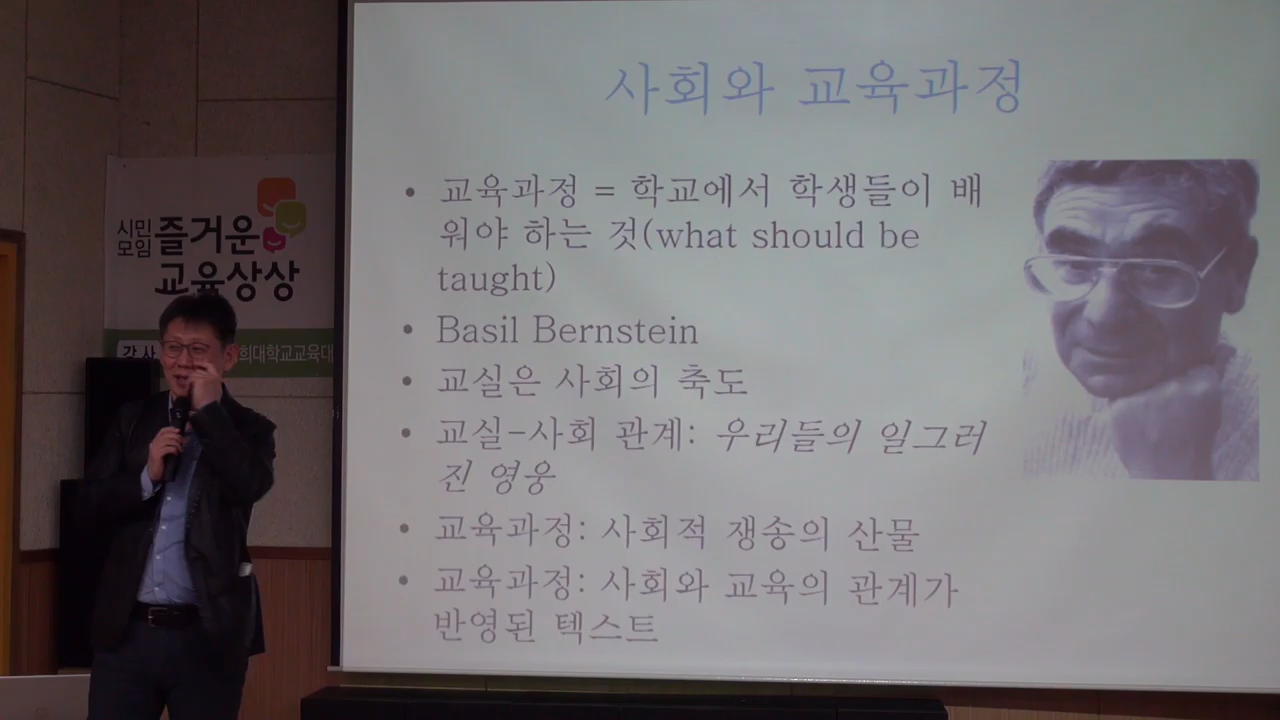 사회와 교육과정
• 교육과정 = 학교에서 학생들이 배
워야 하는 것(what should be
taught)
• Basil Bernstein
• 교실은 사회의 축도
• 교실-사회 관계: 우리들의 일그러
진 영웅
• 교육과정: 사회적 쟁송의 산물
• 교육과정: 사회와 교육의 관계가
반영된 텍스트
시민
모임
즐거운
교육상상
강사
희대학교교육대